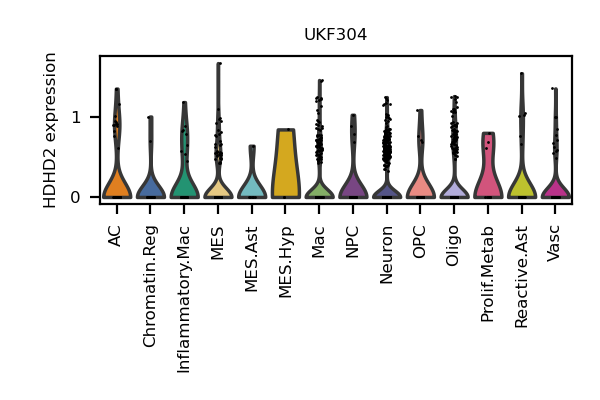 UKF304
HDHD2 expression
1
0
AC
Chromatin.Reg
Inflammatory.Mac
MES
MES.Ast
MES.Hyp
Mac
NPC
Neuron
OPC
Oligo
Prolif.Metab
Reactive.Ast
Vasc